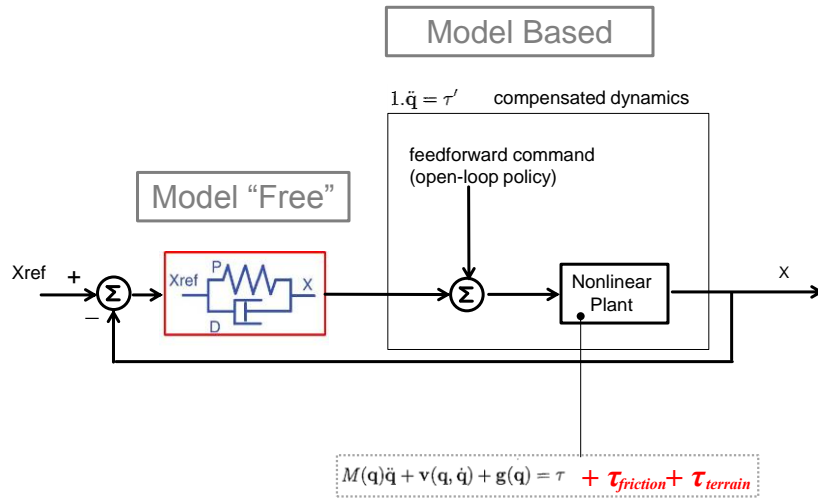 Model Based
1.q̈ = τ′ compensated dynamics
feedforward command
(open-loop policy)
Model “Free”
Xref
+
Σ
−
P
Xref
X
D
Σ
Nonlinear
Plant
X
M(q)q̈ + v(q, q̇) + g(q) = τ + τfriction + τterrain